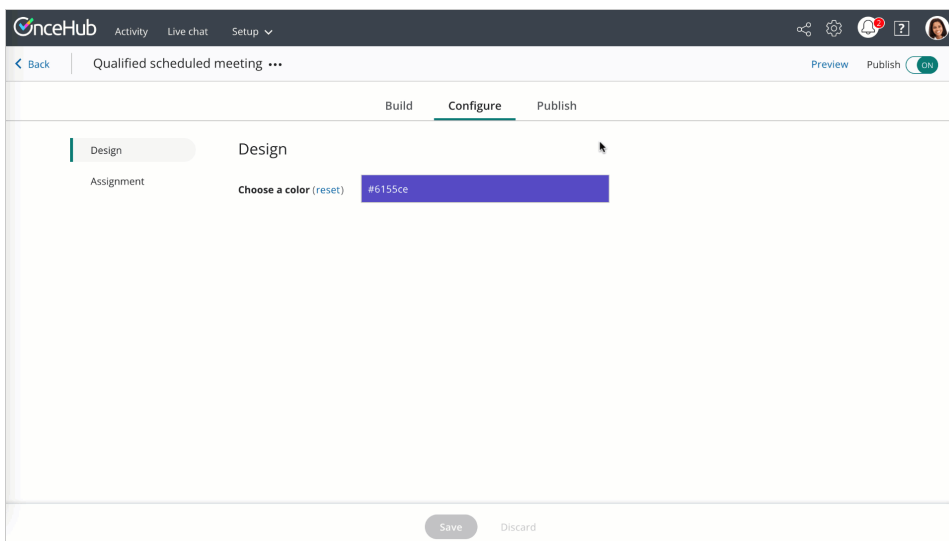 OnceHub Activity Live chat Setup 2 ?
Back Qualified scheduled meeting ••• Preview Publish ON
Build Configure Publish
Design Design
Assignment Choose a color (reset) #6155ce
Save Discard